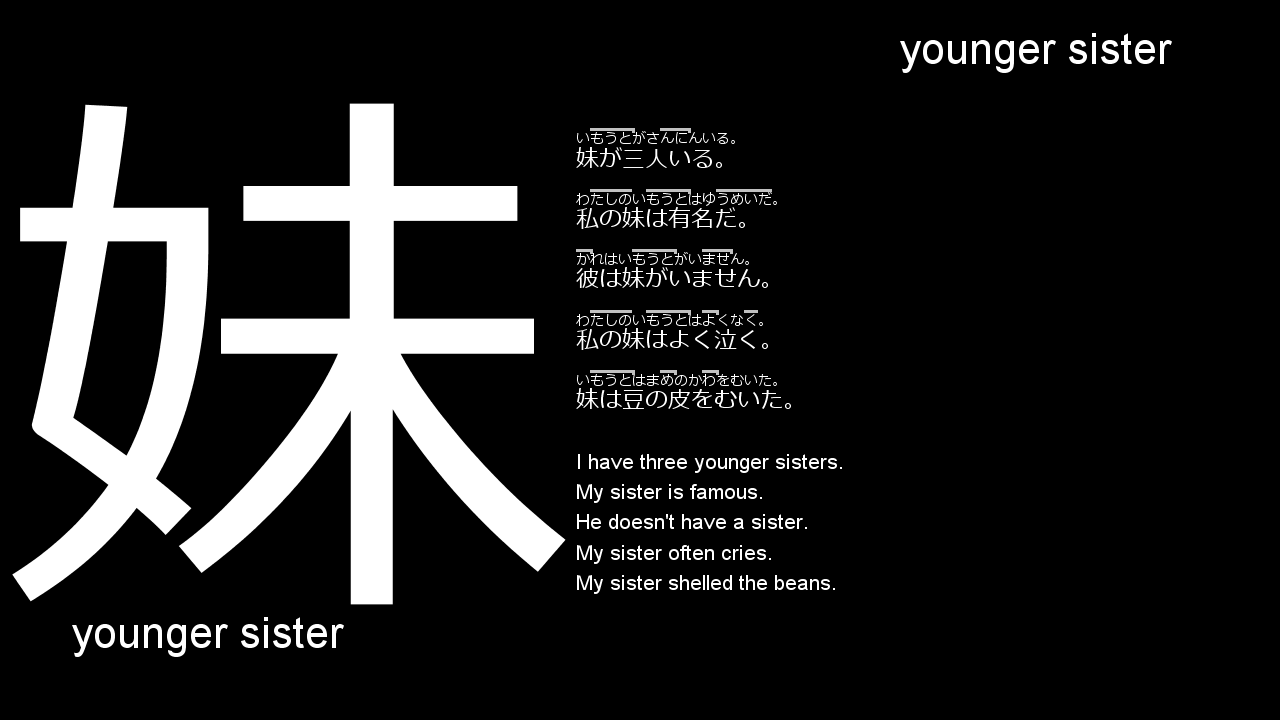 younger sister
妹
younger sister
いもうとがさんにんいる。
妹が三人いる。
わたしのいもうとはゆうめいだ。
私の妹は有名だ。
かれはいもうとがいません。
彼は妹がいません。
わたしのいもうとはよくなく。
私の妹はよく泣く。
いもうとはまめのかわをむいた。
妹は豆の皮をむいた。
I have three younger sisters.
My sister is famous.
He doesn't have a sister.
My sister often cries.
My sister shelled the beans.